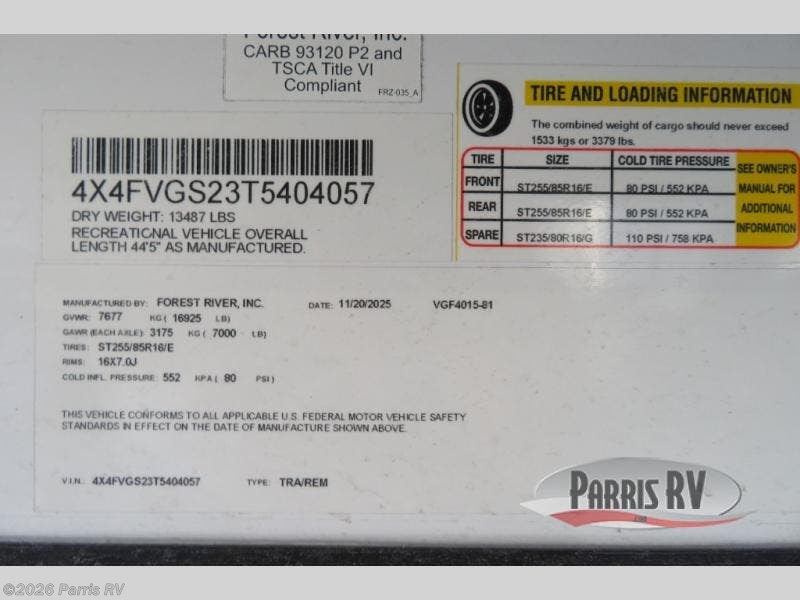 Forest River, Inc.
CARB 93120 P2 and
TSCA Title VI
Compliant
FRZ-035_A
4X4FVGS23T5404057
DRY WEIGHT: 13487 LBS
RECREATIONAL VEHICLE OVERALL
LENGTH 44'5" AS MANUFACTURED.
TIRE AND LOADING INFORMATION
The combined weight of cargo should never exceed
1533 kgs or 3379 lbs.
TIRE SIZE COLD TIRE PRESSURE
FRONT ST255/85R16/E 80 PSI / 552 KPA
REAR ST255/85R16/E 80 PSI / 552 KPA
SPARE ST235/80R16/G 110 PSI / 758 KPA
SEE OWNER'S
MANUAL FOR
ADDITIONAL
INFORMATION
MANUFACTURED BY: FOREST RIVER, INC. DATE: 11/20/2025 VGF4015-81
GVWR: 7677 KG ( 16925 LB)
GAWR (EACH AXLE): 3175 KG ( 7000 LB)
TIRES: ST255/85R16/E
RIMS: 16X7.0J
COLD INFL. PRESSURE: 552 KPA ( 80 PSI)
THIS VEHICLE CONFORMS TO ALL APPLICABLE U.S. FEDERAL MOTOR VEHICLE SAFETY
STANDARDS IN EFFECT ON THE DATE OF MANUFACTURE SHOWN ABOVE.
V.I.N.: 4X4FVGS23T5404057 TYPE: TRA/REM
PARRIS RV
©2026 Parris RV